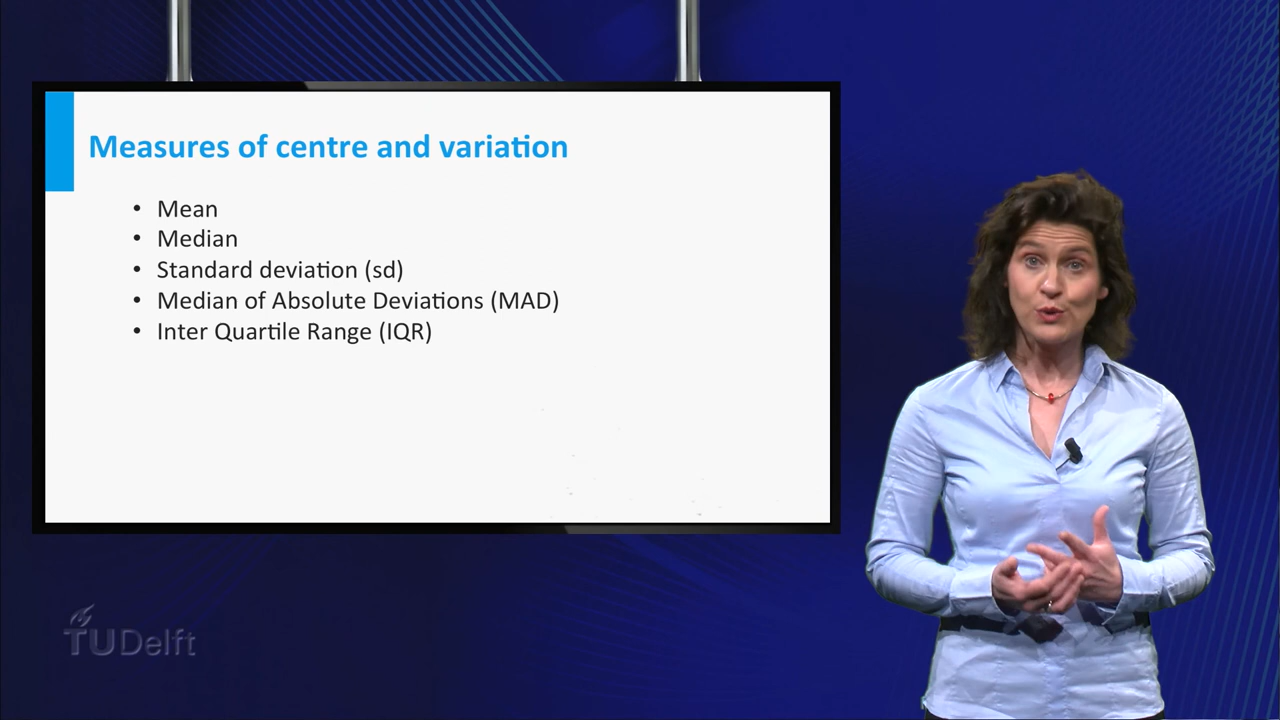 Measures of centre and variation
• Mean
• Median
• Standard deviation (sd)
• Median of Absolute Deviations (MAD)
• Inter Quartile Range (IQR)
TUDelft